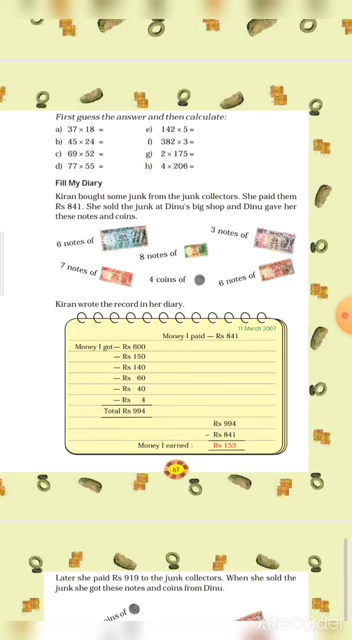 First guess the answer and then calculate:
a) 37 × 18 = e) 142 × 5 =
b) 45 × 24 = f) 382 × 3 =
c) 69 × 52 = g) 2 × 175 =
d) 77 × 55 = h) 4 × 206 =
Fill My Diary
Kiran bought some junk from the junk collectors. She paid them
Rs 841. She sold the junk at Dinu's big shop and Dinu gave her
these notes and coins.
3 notes of
6 notes of
8 notes of
7 notes of
4 coins of
6 notes of
Kiran wrote the record in her diary.
11 March 2007
Money I paid — Rs 841
Money I got— Rs 600
— Rs 150
— Rs 140
— Rs 60
— Rs 40
— Rs 4
Total Rs 994
Rs 994
– Rs 841
Money I earned : Rs 153
67
Later she paid Rs 919 to the junk collectors. When she sold the
junk she got these notes and coins from Dinu.
oins of
XRecorder